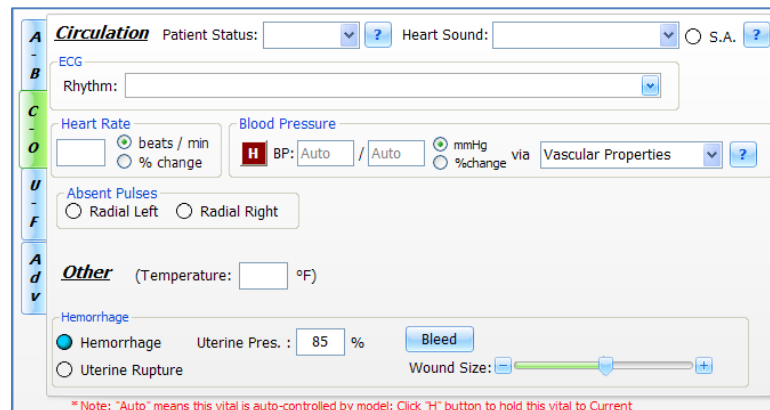 A - B
C - O
U - F
A d v
Circulation Patient Status: ? Heart Sound: S.A. ?
ECG
Rhythm:
Heart Rate
beats / min
% change
Blood Pressure
H BP: Auto / Auto mmHg %change via Vascular Properties ?
Absent Pulses
Radial Left Radial Right
Other (Temperature: °F)
Hemorrhage
Hemorrhage Uterine Pres. : 85 % Bleed
Uterine Rupture Wound Size: - +
* Note: "Auto" means this vital is auto-controlled by model; Click "H" button to hold this vital to Current